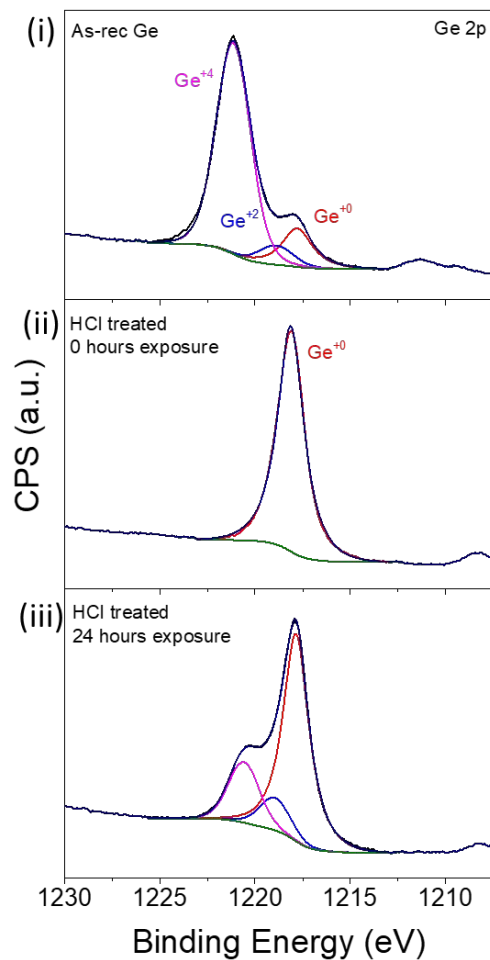 (i)
As-rec Ge
Ge 2p
Ge+4
Ge+2
Ge+0
(ii)
HCl treated
0 hours exposure
Ge+0
(iii)
HCl treated
24 hours exposure
CPS (a.u.)
1230 1225 1220 1215 1210
Binding Energy (eV)